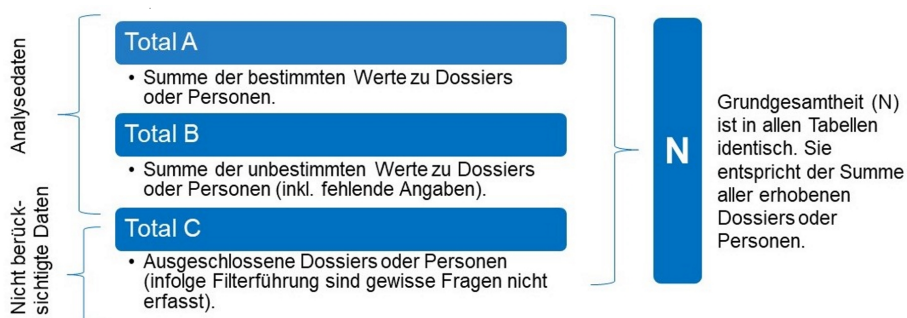 Analysedaten
Total A
• Summe der bestimmten Werte zu Dossiers
oder Personen.
Total B
• Summe der unbestimmten Werte zu Dossiers
oder Personen (inkl. fehlende Angaben).
Nicht berück-
sichtigte Daten
Total C
• Ausgeschlossene Dossiers oder Personen
(infolge Filterführung sind gewisse Fragen nicht
erfasst).
N
Grundgesamtheit (N)
ist in allen Tabellen
identisch. Sie
entspricht der Summe
aller erhobenen
Dossiers oder
Personen.